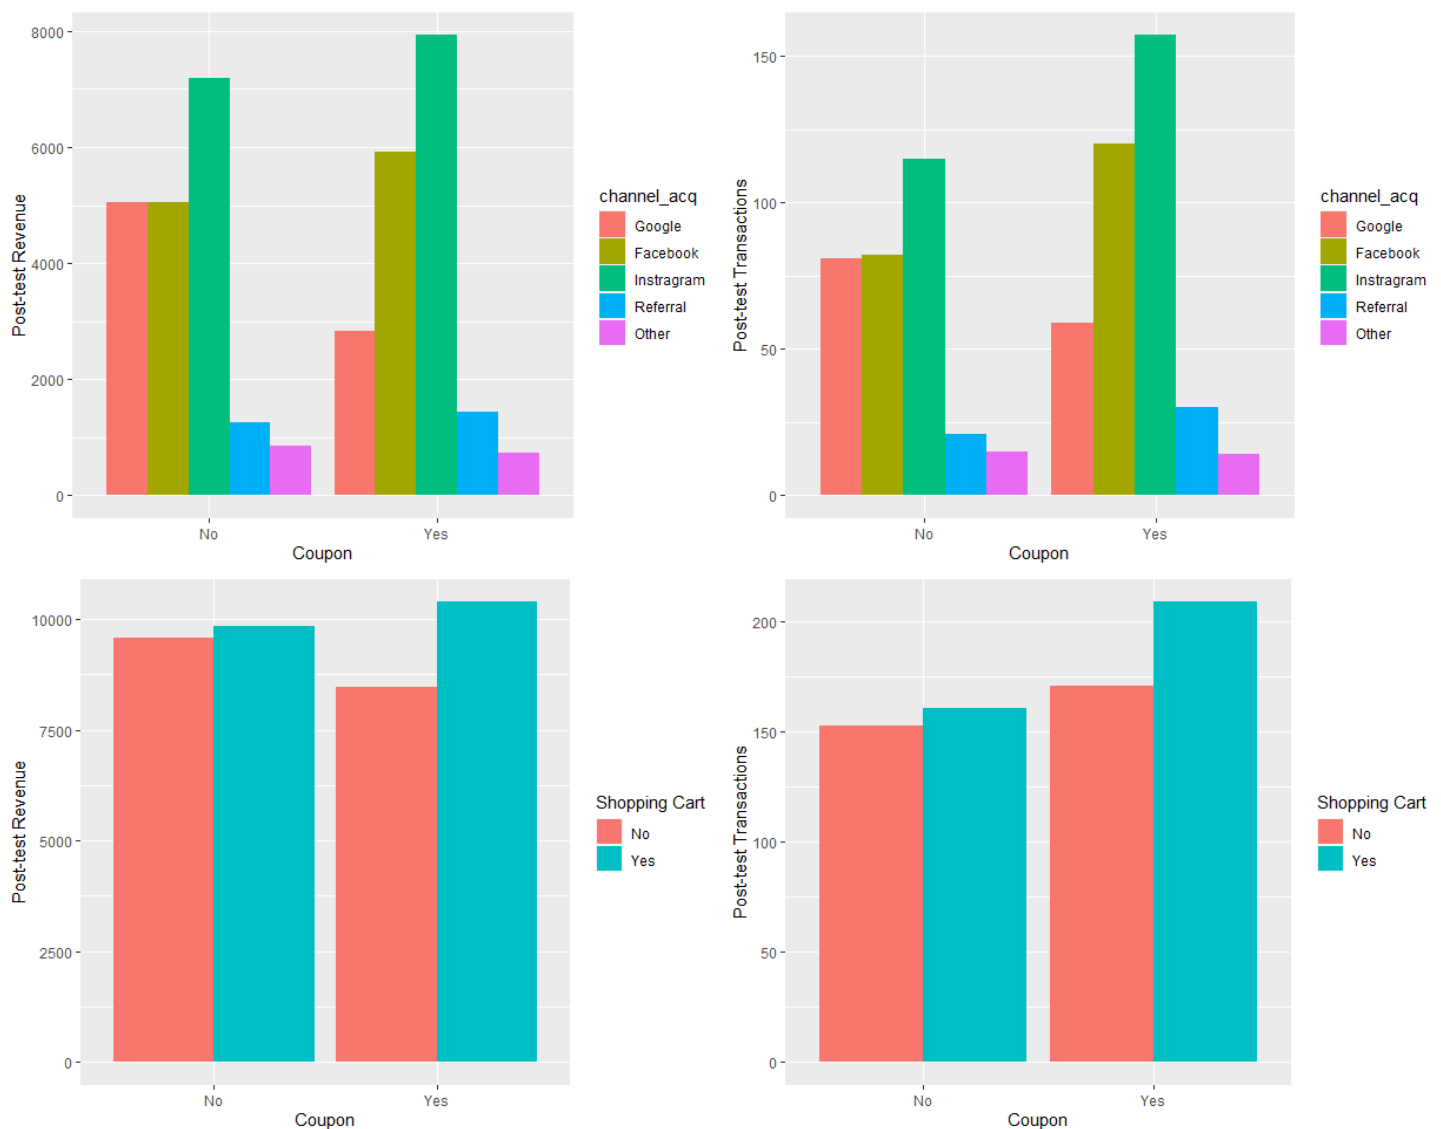 8000
6000
4000
2000
0
Post-test Revenue
No
Yes
Coupon
channel_acq
Google
Facebook
Instragram
Referral
Other
150
100
50
0
Post-test Transactions
No
Yes
Coupon
channel_acq
Google
Facebook
Instragram
Referral
Other
10000
7500
5000
2500
0
Post-test Revenue
No
Yes
Coupon
Shopping Cart
No
Yes
200
150
100
50
0
Post-test Transactions
No
Yes
Coupon
Shopping Cart
No
Yes